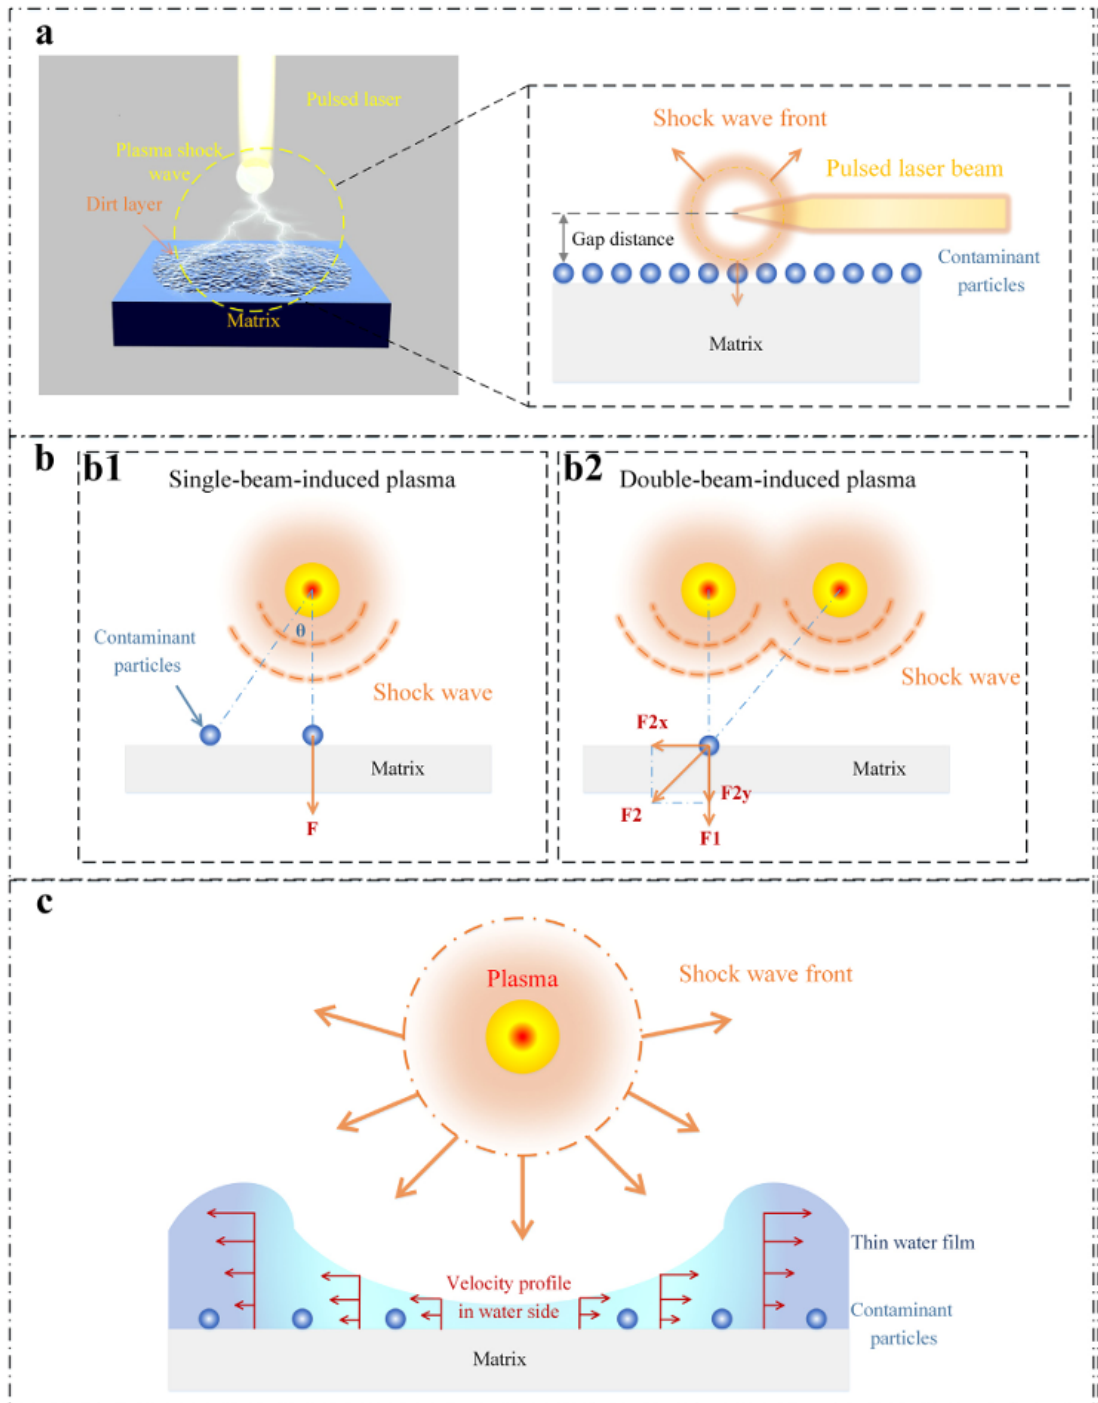 a
Pulsed laser
Plasma shock
wave
Dirt layer
Matrix
Shock wave front
Pulsed laser beam
Gap distance
Contaminant
particles
Matrix
b
b1
Single-beam-induced plasma
θ
Contaminant
particles
Shock wave
Matrix
F
b2
Double-beam-induced plasma
Shock wave
F2x
Matrix
F2y
F2
F1
c
Plasma
Shock wave front
Velocity profile
in water side
Thin water film
Contaminant
particles
Matrix